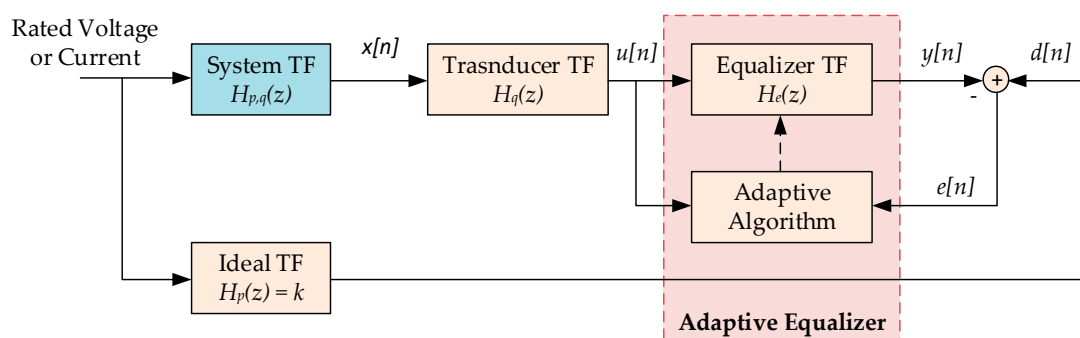 Rated Voltage
or Current
System TF
Hp,q(z)
x[n]
Trasnducer TF
Hq(z)
u[n]
Equalizer TF
He(z)
y[n]
d[n]
+
-
Adaptive
Algorithm
e[n]
Ideal TF
Hp(z) = k
Adaptive Equalizer